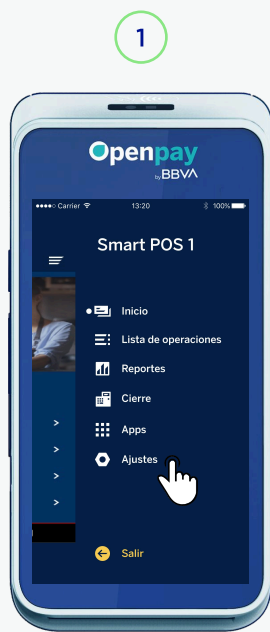 1
Openpay
by BBVA
Carrier 13:20 100%
Smart POS 1
Inicio
Lista de operaciones
Reportes
Cierre
Apps
Ajustes
Salir